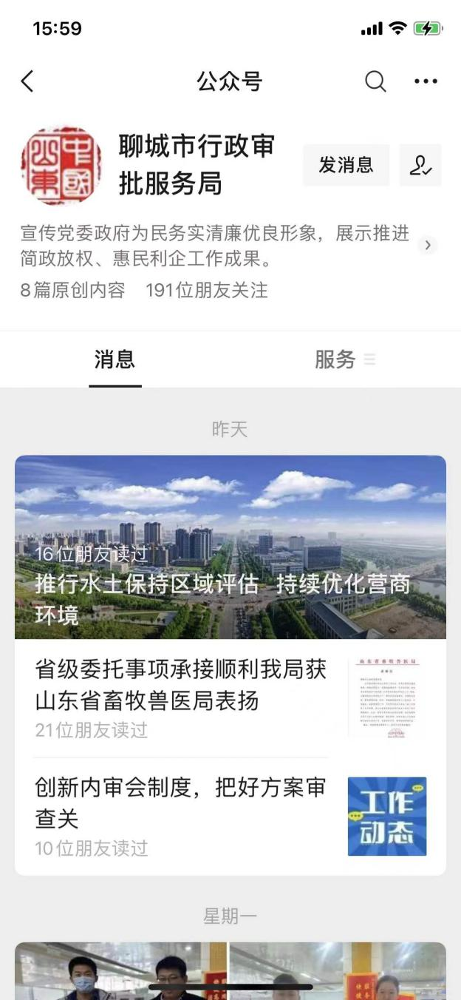 15:59
公众号
山 中
東 國
聊城市行政审
批服务局
发消息
宣传党委政府为民务实清廉优良形象，展示推进
简政放权、惠民利企工作成果。
8篇原创内容 191位朋友关注
消息
服务
昨天
16位朋友读过
推行水土保持区域评估 持续优化营商
环境
省级委托事项承接顺利我局获
山东省畜牧兽医局表扬
21位朋友读过
山东省畜牧兽医局
创新内审会制度，把好方案审
查关
10位朋友读过
工作
动态
星期一